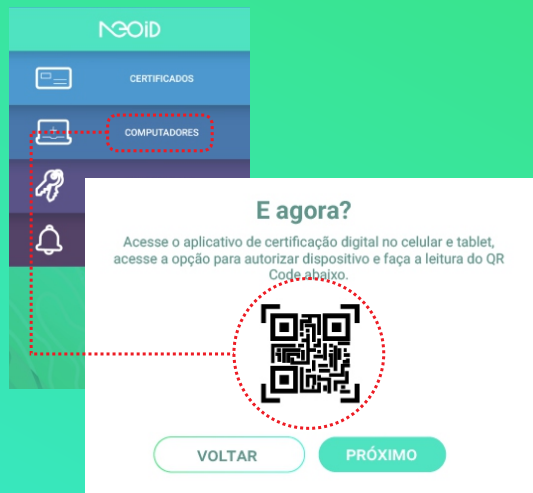 NEOID
CERTIFICADOS
COMPUTADORES
E agora?
Acesse o aplicativo de certificação digital no celular e tablet,
acesse a opção para autorizar dispositivo e faça a leitura do QR
Code abaixo.
VOLTAR
PRÓXIMO